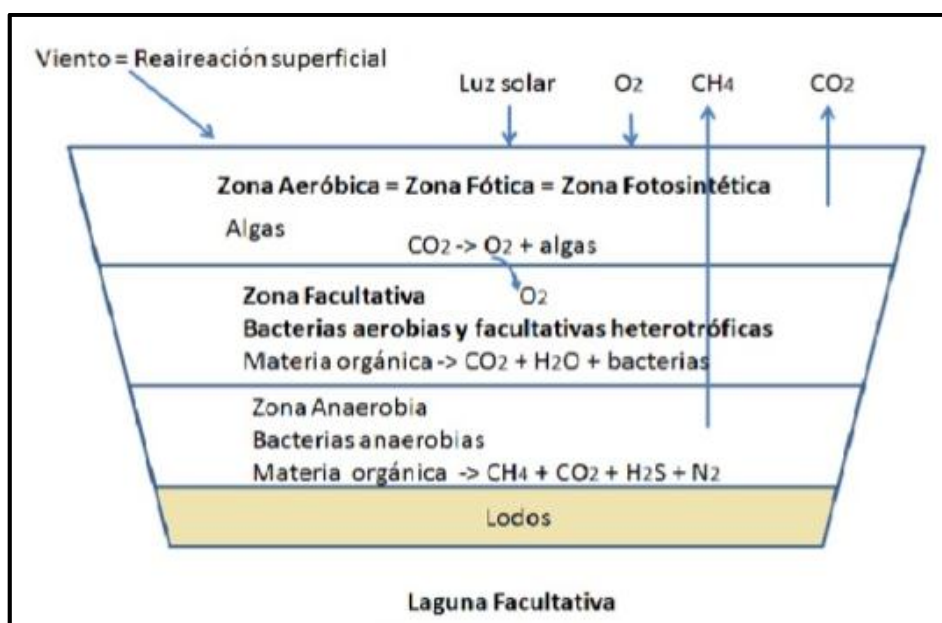 Viento = Reaireación superficial
Luz solar O2 CH4 CO2
Zona Aeróbica = Zona Fótica = Zona Fotosintética
Algas
CO2 -> O2 + algas
Zona Facultativa O2
Bacterias aerobias y facultativas heterotróficas
Materia orgánica -> CO2 + H2O + bacterias
Zona Anaerobia
Bacterias anaerobias
Materia orgánica -> CH4 + CO2 + H2S + N2
Lodos
Laguna Facultativa